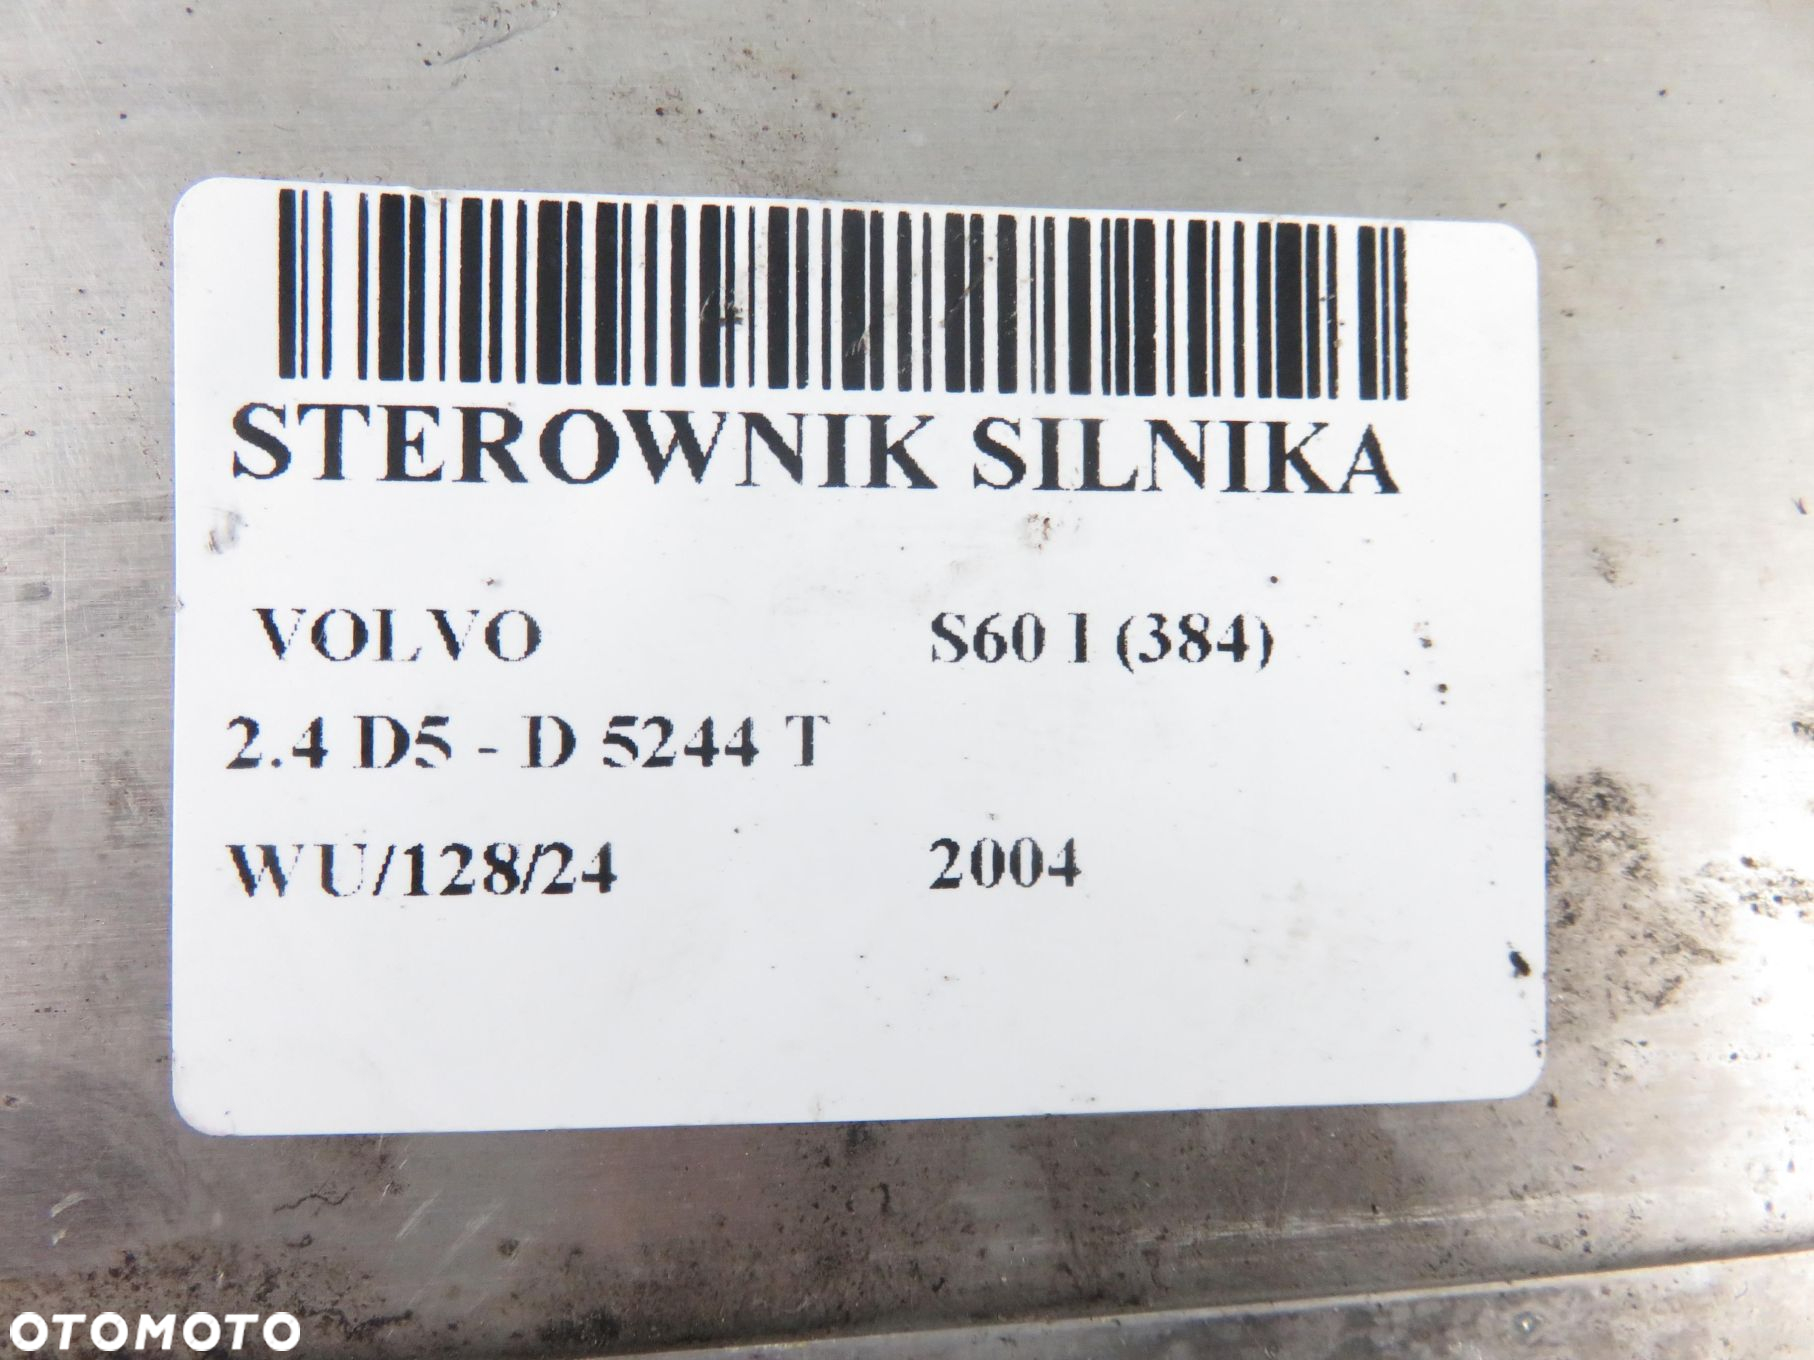 STEROWNIK SILNIKA
VOLVO S60 I (384)
2.4 D5 - D 5244 T
WU/128/24 2004
OTOMOTO